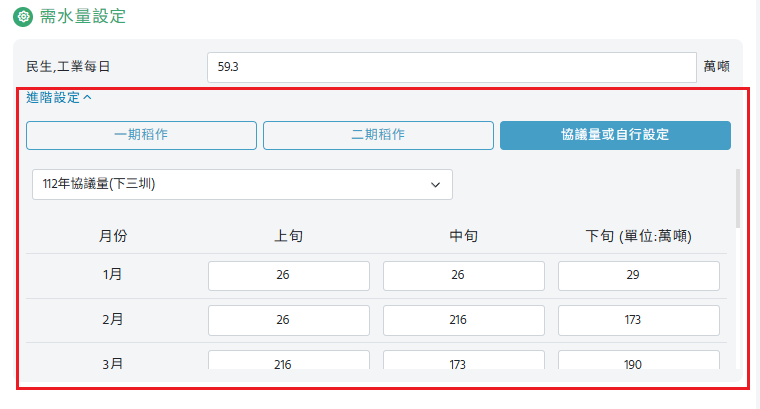 需水量設定
民生,工業每日 59.3 萬噸
進階設定
一期稻作 二期稻作 協議量或自行設定
112年協議量(下三圳)
月份 上旬 中旬 下旬 (單位:萬噸)
1月 26 26 29
2月 26 216 173
3月 216 173 190